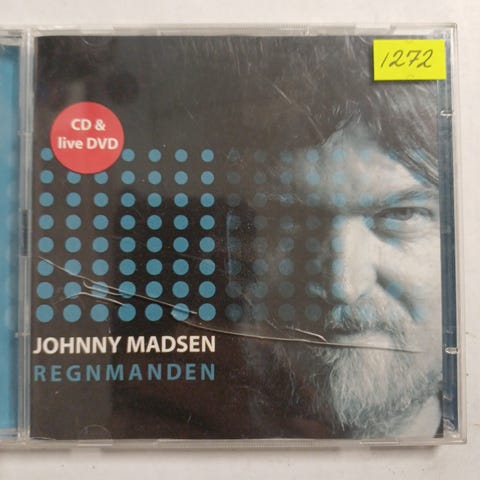 1272
CD &
live DVD
JOHNNY MADSEN
REGNMANDEN